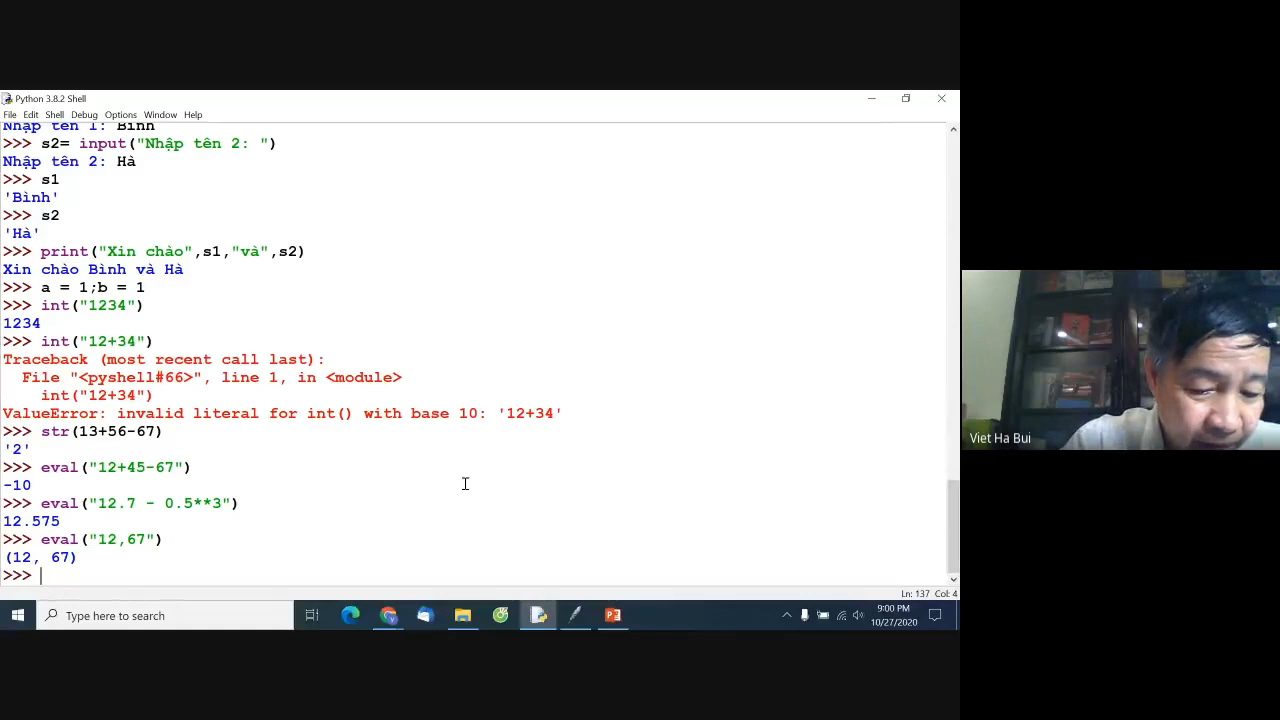 Python 3.8.2 Shell
File Edit Shell Debug Options Window Help
Nhập tên 1: Bình
>>> s2= input("Nhập tên 2: ")
Nhập tên 2: Hà
>>> s1
'Bình'
>>> s2
'Hà'
>>> print("Xin chào",s1,"và",s2)
Xin chào Bình và Hà
>>> a = 1;b = 1
>>> int("1234")
1234
>>> int("12+34")
Traceback (most recent call last):
  File "<pyshell#66>", line 1, in <module>
    int("12+34")
ValueError: invalid literal for int() with base 10: '12+34'
>>> str(13+56-67)
'2'
>>> eval("12+45-67")
-10
>>> eval("12.7 - 0.5**3")
12.575
>>> eval("12,67")
(12, 67)
>>>
Ln: 137 Col: 4
Type here to search
9:00 PM
10/27/2020
Viet Ha Bui